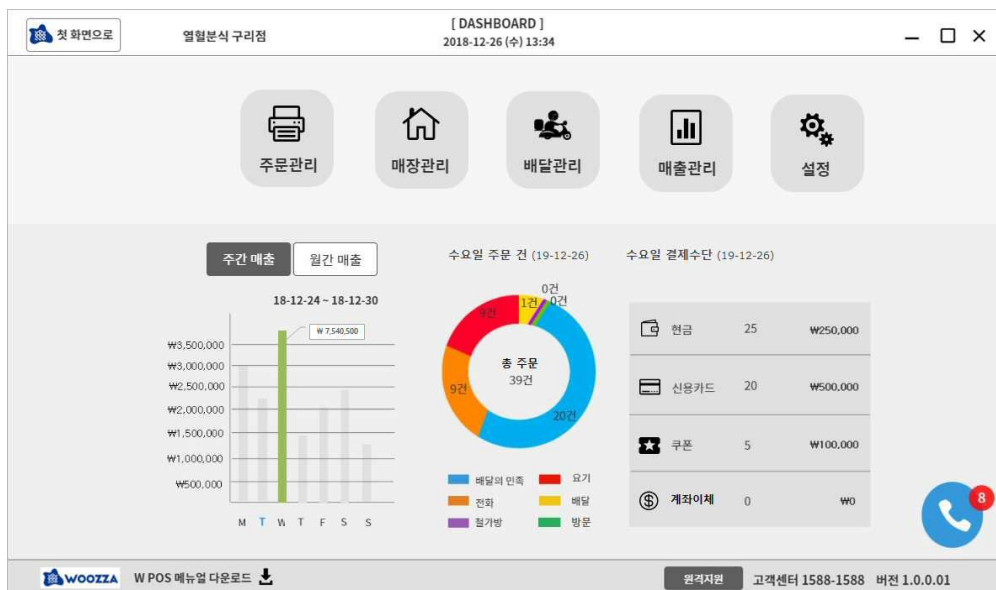 첫 화면으로
열혈분식 구리점
[ DASHBOARD ]
2018-12-26 (수) 13:34
주문관리
매장관리
배달관리
매출관리
설정
주간 매출
월간 매출
18-12-24 ~ 18-12-30
₩ 7,540,500
₩3,500,000
₩3,000,000
₩2,500,000
₩2,000,000
₩1,500,000
₩1,000,000
₩500,000
M T W T F S S
수요일 주문 건 (19-12-26)
0건
1건
0건
9건
9건
20건
총 주문
39건
배달의 민족
요기
전화
배달
철가방
방문
수요일 결제수단 (19-12-26)
현금 25 ₩250,000
신용카드 20 ₩500,000
쿠폰 5 ₩100,000
계좌이체 0 ₩0
8
WOOZZA
W POS 메뉴얼 다운로드
원격지원
고객센터 1588-1588
버전 1.0.0.01